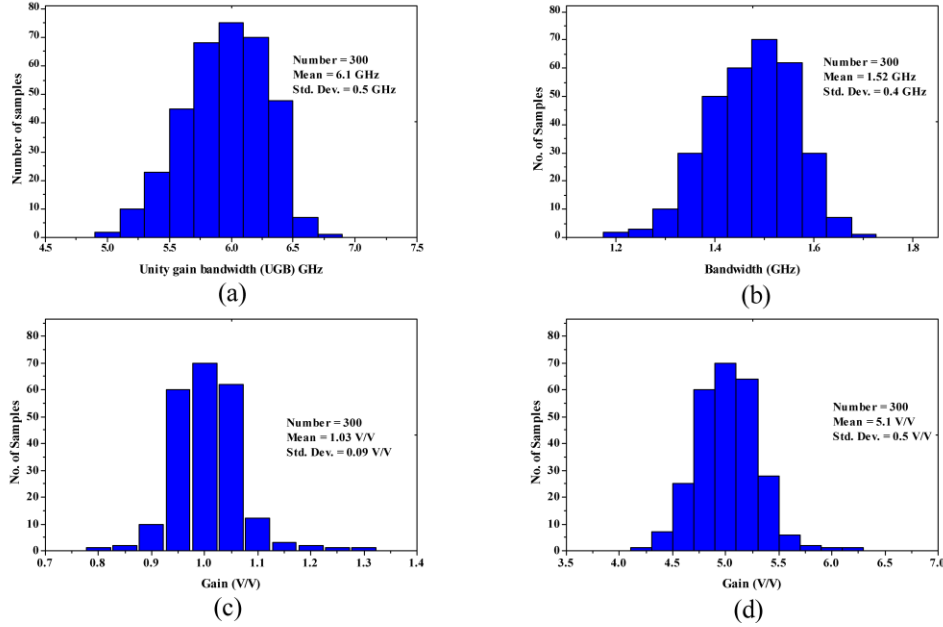 80
70
60
50
40
30
20
10
0
Number of samples
Number = 300
Mean = 6.1 GHz
Std. Dev. = 0.5 GHz
4.5 5.0 5.5 6.0 6.5 7.0 7.5
Unity gain bandwidth (UGB) GHz
(a)
70
60
50
40
30
20
10
0
No. of Samples
Number = 300
Mean = 1.52 GHz
Std. Dev. = 0.4 GHz
1.2 1.4 1.6 1.8
Bandwidth (GHz)
(b)
80
70
60
50
40
30
20
10
0
No. of Samples
Number = 300
Mean = 1.03 V/V
Std. Dev. = 0.09 V/V
0.7 0.8 0.9 1.0 1.1 1.2 1.3 1.4
Gain (V/V)
(c)
80
70
60
50
40
30
20
10
0
No. of Samples
Number = 300
Mean = 5.1 V/V
Std. Dev. = 0.5 V/V
3.5 4.0 4.5 5.0 5.5 6.0 6.5 7.0
Gain (V/V)
(d)